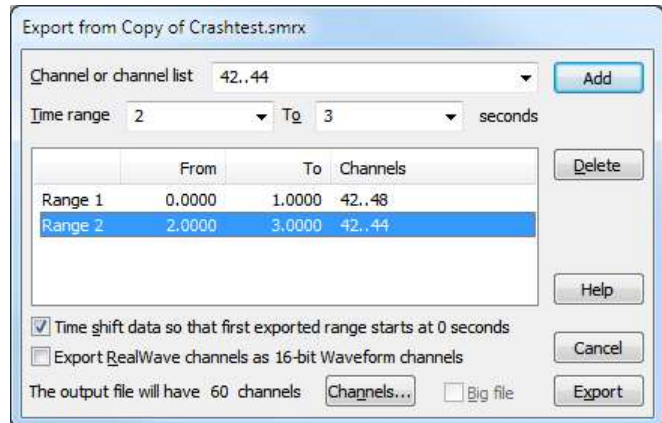 Export from Copy of Crashtest.smrx
Channel or channel list 42..44 Add
Time range 2 To 3 seconds
From To Channels Delete
Range 1 0.0000 1.0000 42..48
Range 2 2.0000 3.0000 42..44
Help
Time shift data so that first exported range starts at 0 seconds
Export RealWave channels as 16-bit Waveform channels Cancel
The output file will have 60 channels Channels... Big file Export